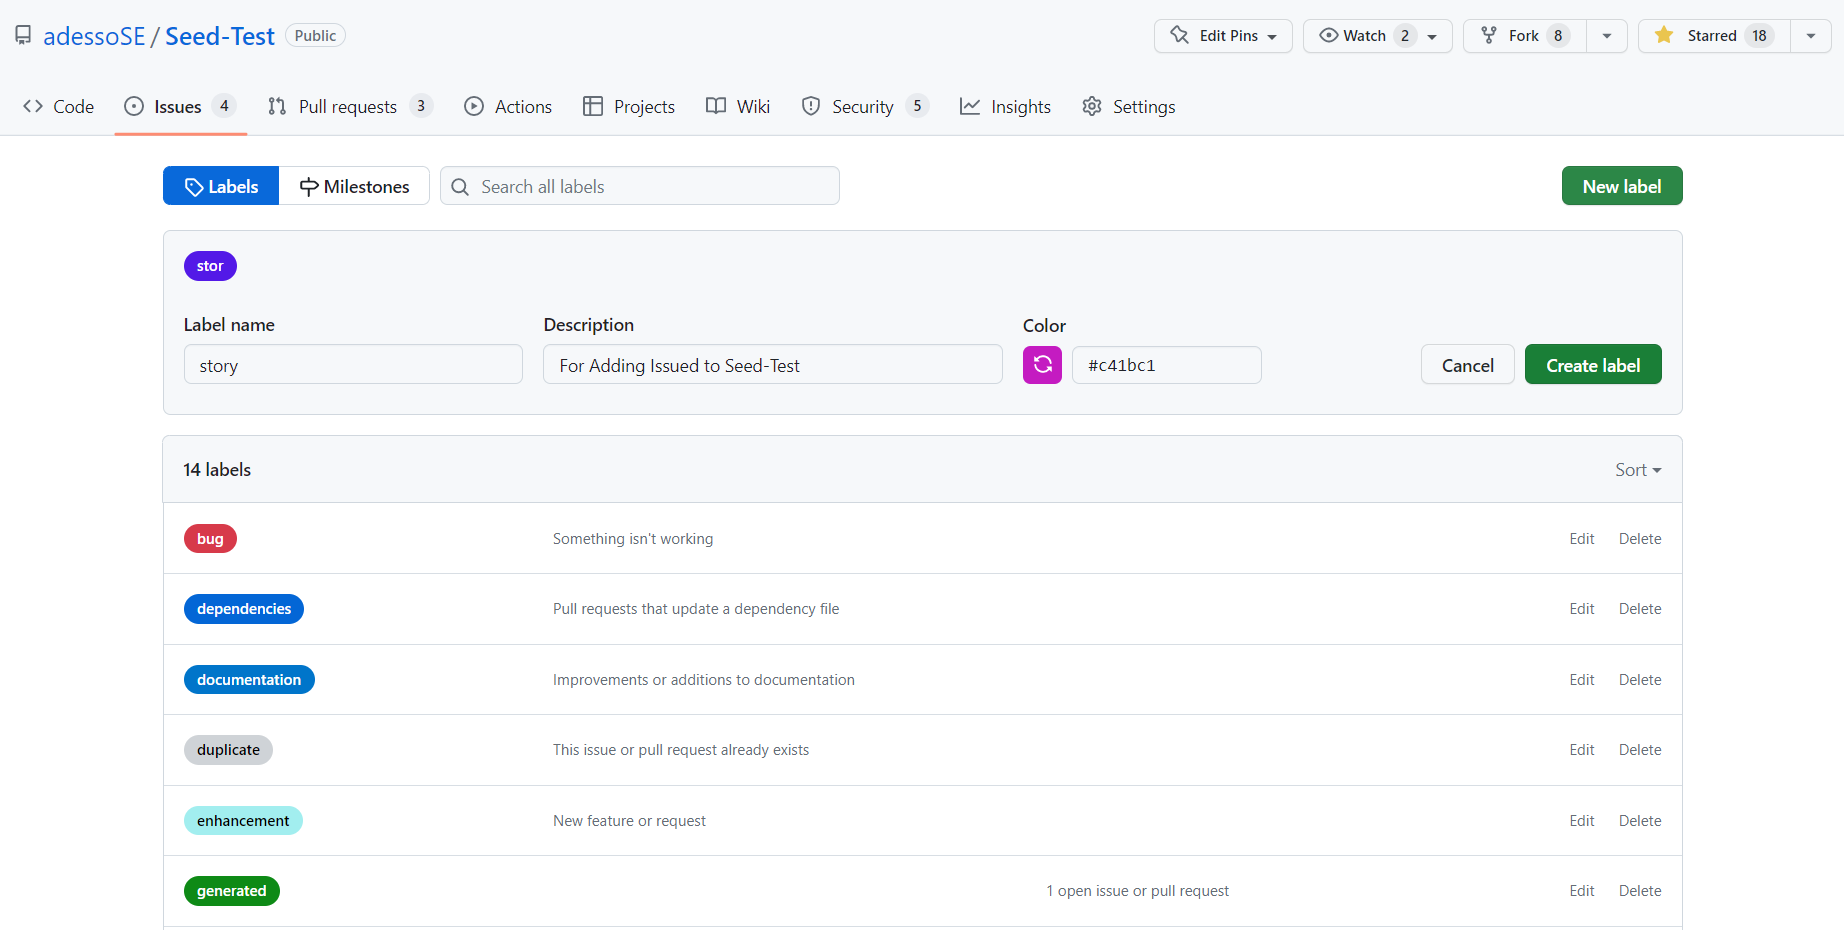 adessoSE / Seed-Test Public Edit Pins Watch 2 Fork 8 Starred 18
Code Issues 4 Pull requests 3 Actions Projects Wiki Security 5 Insights Settings
Labels Milestones Search all labels New label
stor
Label name Description Color
story For Adding Issued to Seed-Test #c41bc1 Cancel Create label
14 labels Sort
bug Something isn't working Edit Delete
dependencies Pull requests that update a dependency file Edit Delete
documentation Improvements or additions to documentation Edit Delete
duplicate This issue or pull request already exists Edit Delete
enhancement New feature or request Edit Delete
generated 1 open issue or pull request Edit Delete